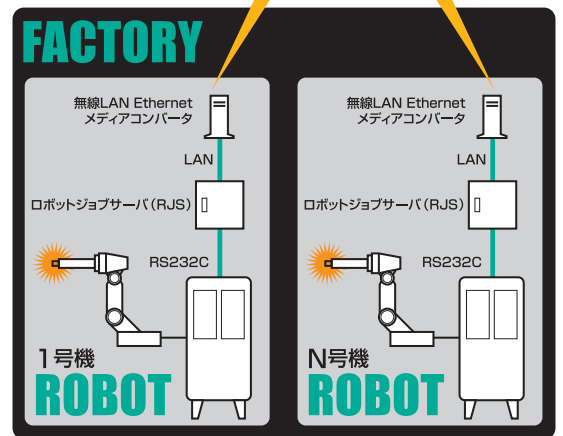 FACTORY
無線LAN Ethernet
メディアコンバータ
LAN
ロボットジョブサーバ（RJS）
RS232C
1号機
ROBOT
無線LAN Ethernet
メディアコンバータ
LAN
ロボットジョブサーバ（RJS）
RS232C
N号機
ROBOT